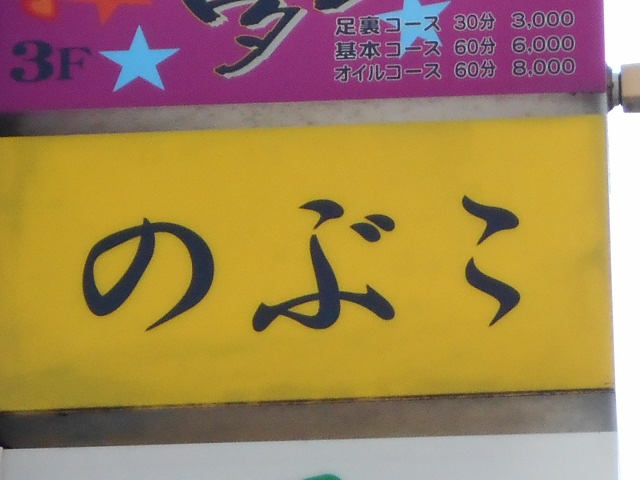 足裏コース 30分 3,000
基本コース 60分 6,000
オイルコース 60分 8,000
3F
のぶこ